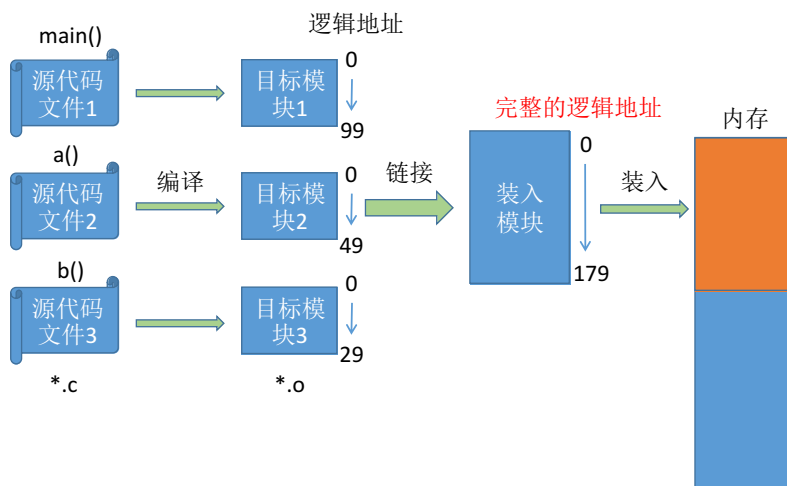 main()
逻辑地址
源代码
文件1
目标模
块1
0
99
完整的逻辑地址
内存
a()
源代码
文件2
编译
目标模
块2
0
49
链接
装入
模块
0
179
装入
b()
源代码
文件3
目标模
块3
0
29
*.c
*.o